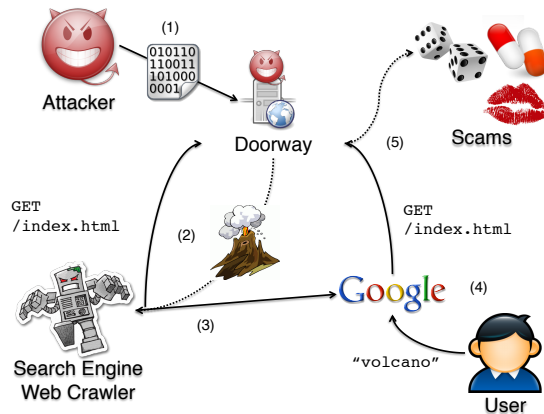 (1)
010110
110011
101000
0001
Attacker
Doorway
(5)
Scams
GET
/index.html
(2)
GET
/index.html
Google
(4)
(3)
"volcano"
Search Engine
Web Crawler
User